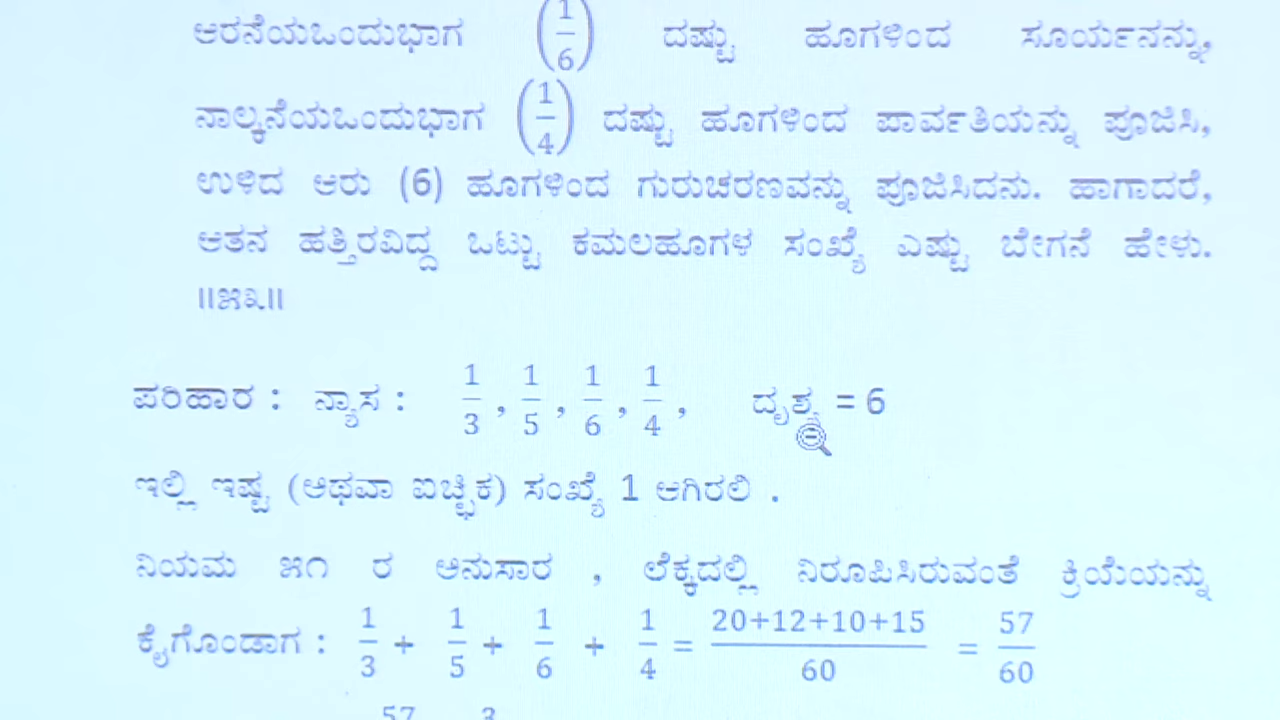 ಆರನೆಯಒಂದುಭಾಗ (1/6) ದಷ್ಟು ಹೂಗಳಿಂದ ಸೂರ್ಯನನ್ನು,
ನಾಲ್ಕನೆಯಒಂದುಭಾಗ (1/4) ದಷ್ಟು ಹೂಗಳಿಂದ ಪಾರ್ವತಿಯನ್ನು ಪೂಜಿಸಿ,
ಉಳಿದ ಆರು (6) ಹೂಗಳಿಂದ ಗುರುಚರಣವನ್ನು ಪೂಜಿಸಿದನು. ಹಾಗಾದರೆ,
ಆತನ ಹತ್ತಿರವಿದ್ದ ಒಟ್ಟು ಕಮಲಹೂಗಳ ಸಂಖ್ಯೆ ಎಷ್ಟು ಬೇಗನೆ ಹೇಳು.
॥೫೩॥
ಪರಿಹಾರ : ನ್ಯಾಸ : 1/3 , 1/5 , 1/6 , 1/4 , ದೃಶ್ಯ = 6
ಇಲ್ಲಿ ಇಷ್ಟ (ಅಥವಾ ಐಚ್ಛಿಕ) ಸಂಖ್ಯೆ 1 ಆಗಿರಲಿ .
ನಿಯಮ ೫೧ ರ ಅನುಸಾರ , ಲೆಕ್ಕದಲ್ಲಿ ನಿರೂಪಿಸಿರುವಂತೆ ಕ್ರಿಯೆಯನ್ನು
ಕೈಗೊಂಡಾಗ : 1/3 + 1/5 + 1/6 + 1/4 = 20+12+10+15/60 = 57/60
57 3